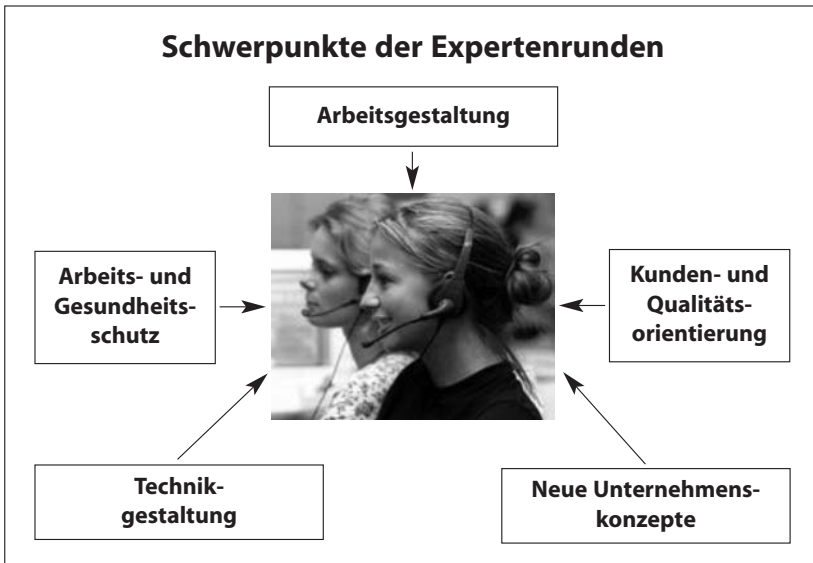 Schwerpunkte der Expertenrunden
Arbeitsgestaltung
Arbeits- und
Gesundheits-
schutz
Kunden- und
Qualitäts-
orientierung
Technik-
gestaltung
Neue Unternehmens-
konzepte